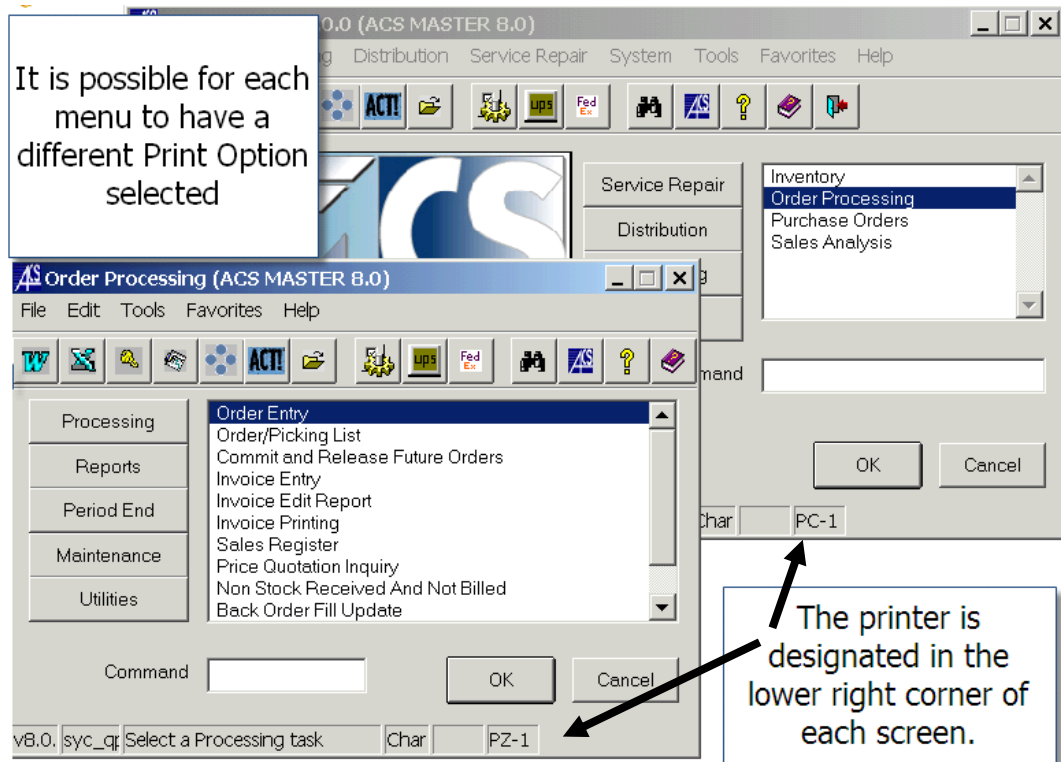 .0.0 (ACS MASTER 8.0)
It is possible for each
menu to have a
different Print Option
selected
g Distribution Service Repair System Tools Favorites Help
ACT! ups Fed Ex ACS ?
ACS
Service Repair
Distribution
g
Inventory
Order Processing
Purchase Orders
Sales Analysis
mand
OK Cancel
Char PC-1
ACS Order Processing (ACS MASTER 8.0)
File Edit Tools Favorites Help
W X ACT! ups Fed Ex ACS ?
Processing
Reports
Period End
Maintenance
Utilities
Order Entry
Order/Picking List
Commit and Release Future Orders
Invoice Entry
Invoice Edit Report
Invoice Printing
Sales Register
Price Quotation Inquiry
Non Stock Received And Not Billed
Back Order Fill Update
Command
OK Cancel
v8.0. syc_qp Select a Processing task Char PZ-1
The printer is
designated in the
lower right corner of
each screen.